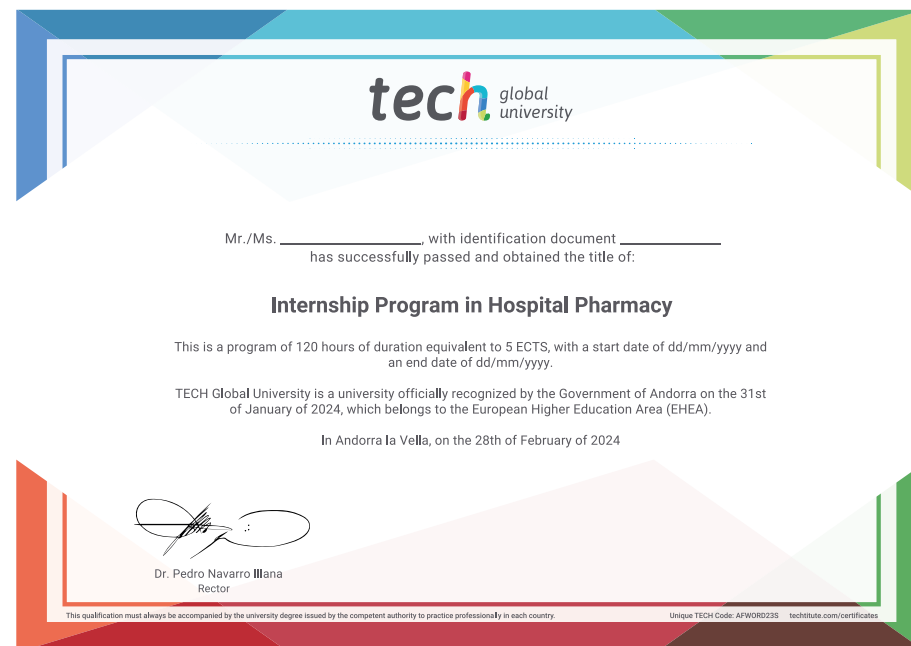 tech global university
Mr./Ms. ____________, with identification document ____________
has successfully passed and obtained the title of:
Internship Program in Hospital Pharmacy
This is a program of 120 hours of duration equivalent to 5 ECTS, with a start date of dd/mm/yyyy and
an end date of dd/mm/yyyy.
TECH Global University is a university officially recognized by the Government of Andorra on the 31st
of January of 2024, which belongs to the European Higher Education Area (EHEA).
In Andorra la Vella, on the 28th of February of 2024
Dr. Pedro Navarro Illana
Rector
This qualification must always be accompanied by the university degree issued by the competent authority to practice professionally in each country.
Unique TECH Code: AFWORD23S techtitute.com/certificates